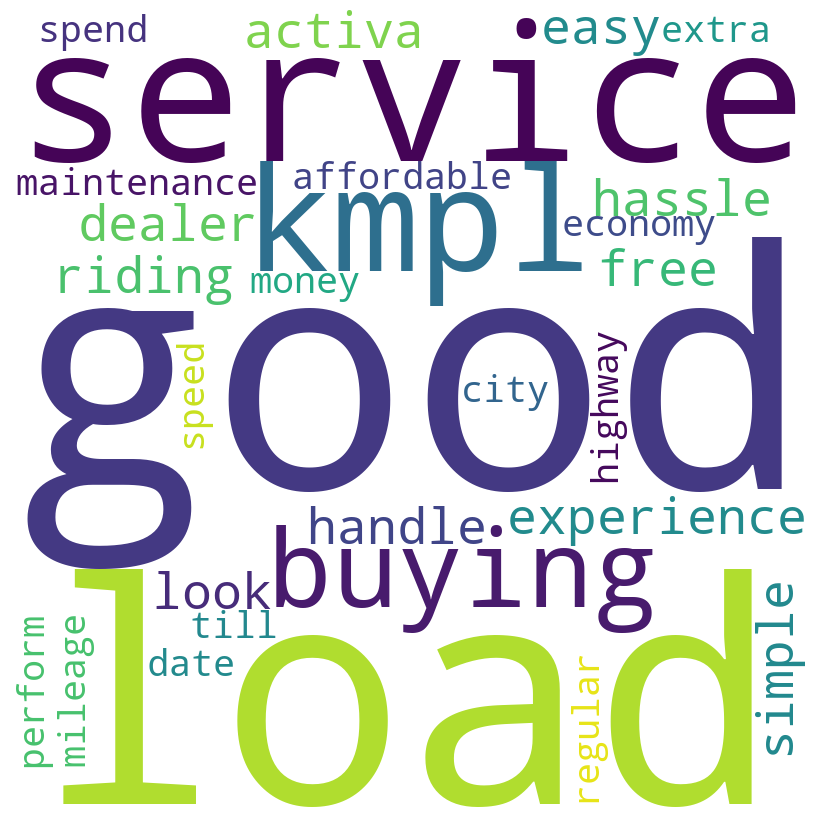 spend
activa
easy
extra
service
maintenance
affordable
hassle
dealer
kmpl
economy
riding
money
free
good
speed
city
highway
handle
experience
buying
look
till
date
load
perform
mileage
regular
simple